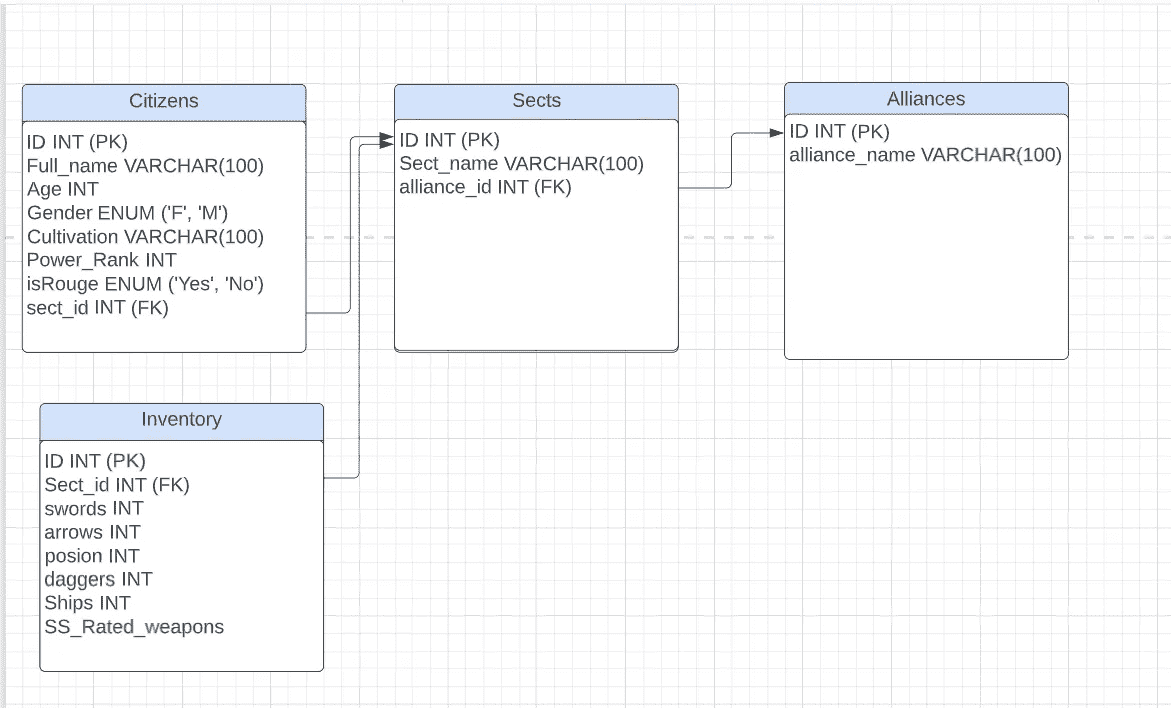 Citizens
ID INT (PK)
Full_name VARCHAR(100)
Age INT
Gender ENUM ('F', 'M')
Cultivation VARCHAR(100)
Power_Rank INT
isRouge ENUM ('Yes', 'No')
sect_id INT (FK)
Sects
ID INT (PK)
Sect_name VARCHAR(100)
alliance_id INT (FK)
Alliances
ID INT (PK)
alliance_name VARCHAR(100)
Inventory
ID INT (PK)
Sect_id INT (FK)
swords INT
arrows INT
posion INT
daggers INT
Ships INT
SS_Rated_weapons